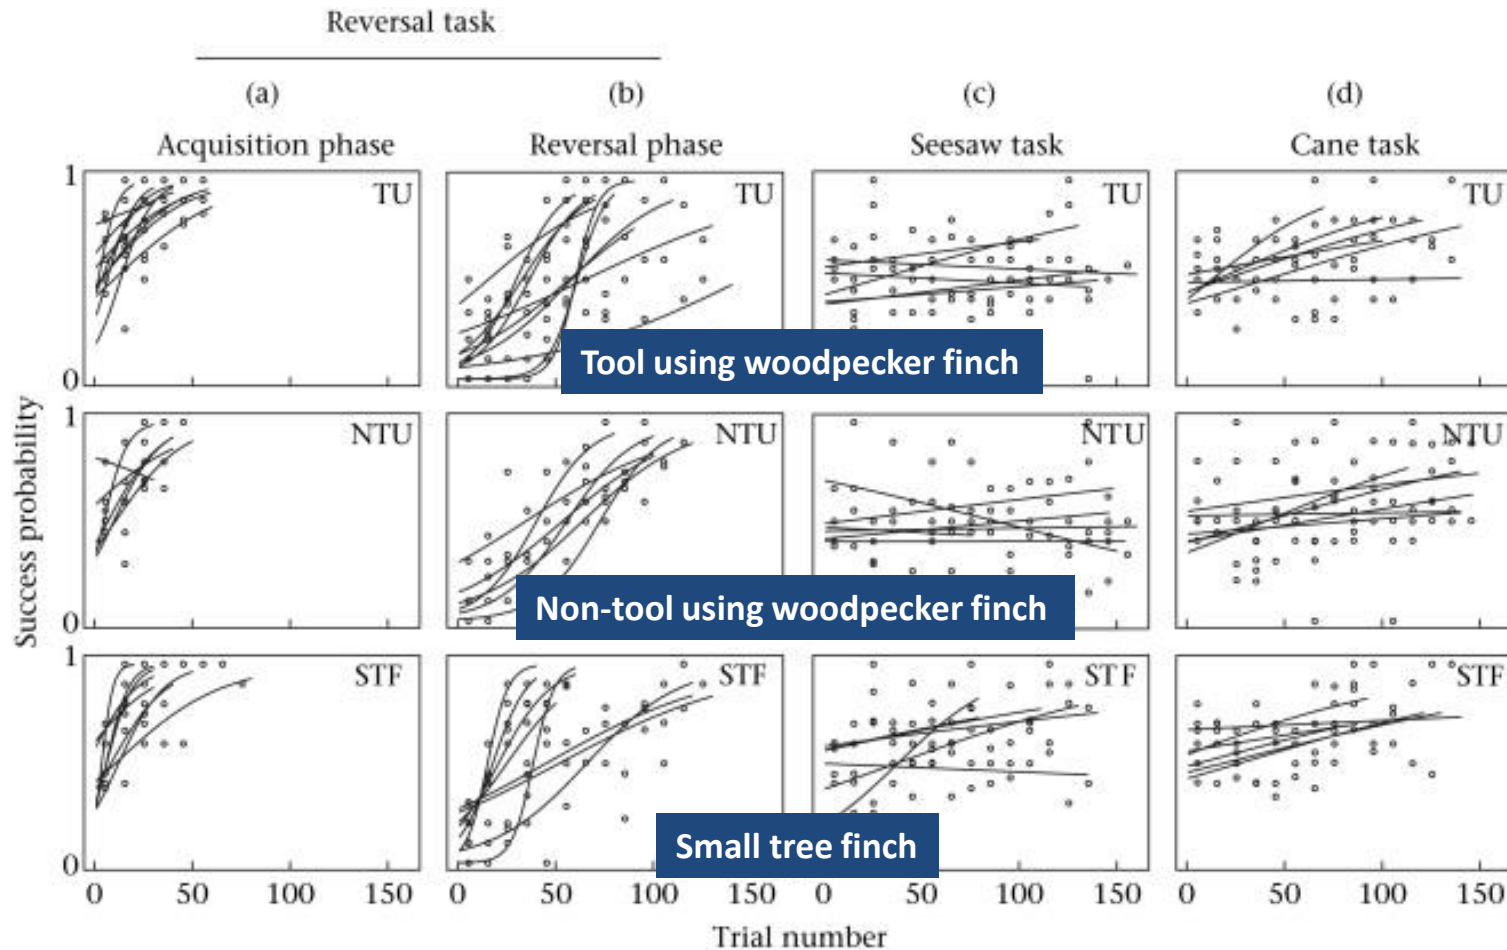 Reversal task
(a) (b) (c) (d)
Acquisition phase Reversal phase Seesaw task Cane task
1 TU TU TU TU
Tool using woodpecker finch
0
Success probability
1 NTU NTU NTU NTU
Non-tool using woodpecker finch
0
1 STF STF STF STF
Small tree finch
0
0 50 100 150 0 50 100 150 0 50 100 150 0 50 100 150
Trial number